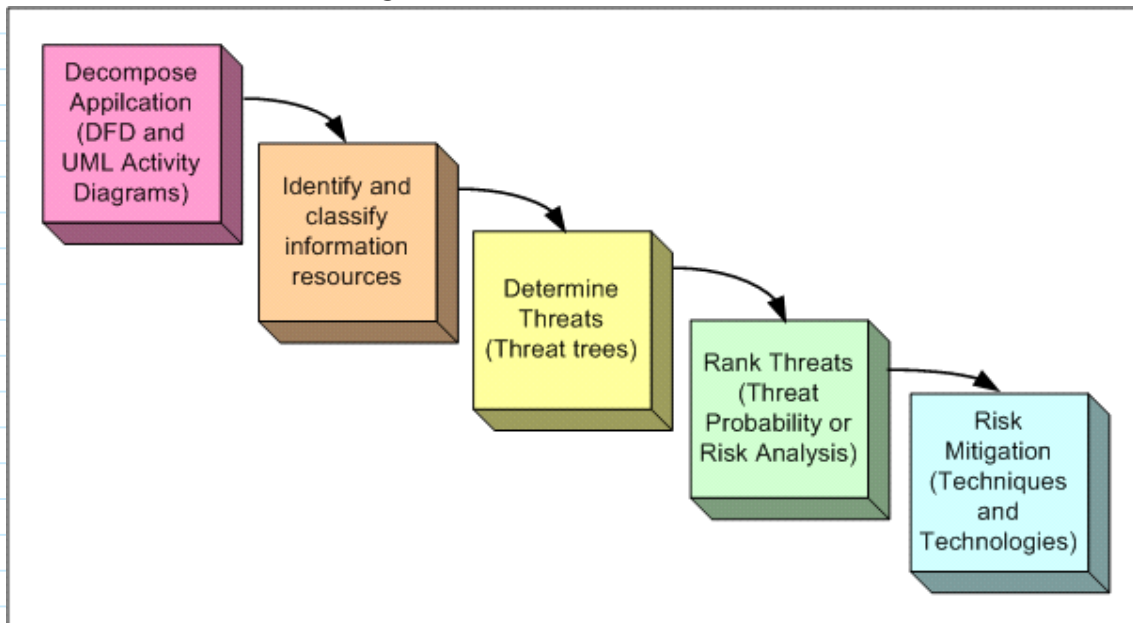 Decompose
Appilcation
(DFD and
UML Activity
Diagrams)
Identify and
classify
information
resources
Determine
Threats
(Threat trees)
Rank Threats
(Threat
Probability or
Risk Analysis)
Risk
Mitigation
(Techniques
and
Technologies)